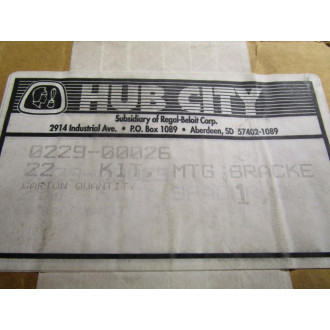 HUB CITY
Subsidiary of Regal-Beloit Corp.
2914 Industrial Ave. • P.O. Box 1089 • Aberdeen, SD 57402-1089
0229-00026
22 KIT MTG BRACKE
CARTON QUANTITY 1